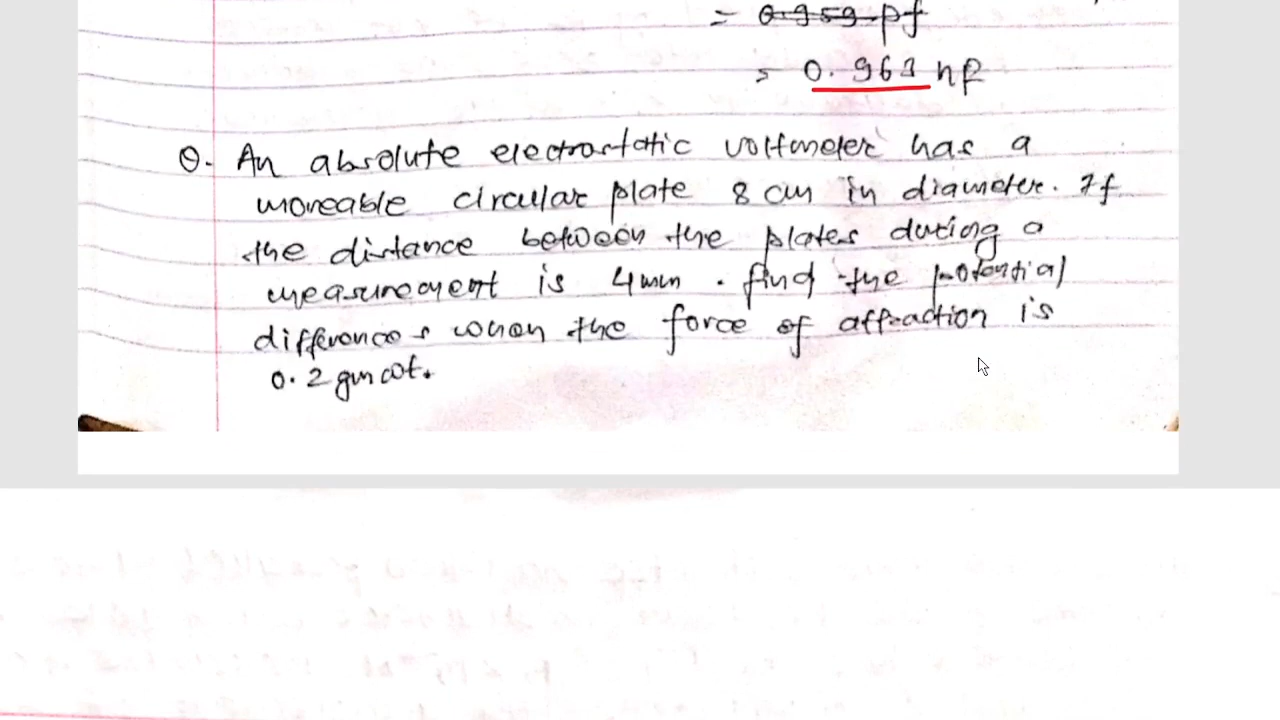 = 0.959 pf
= 0.963 nf
Q. An absolute electrostatic voltmeter has a
moveable circular plate 8 cm in diameter. If
the distance between the plates during a
measurement is 4mm. find the potential
difference when the force of attraction is
0.2 gm wt.